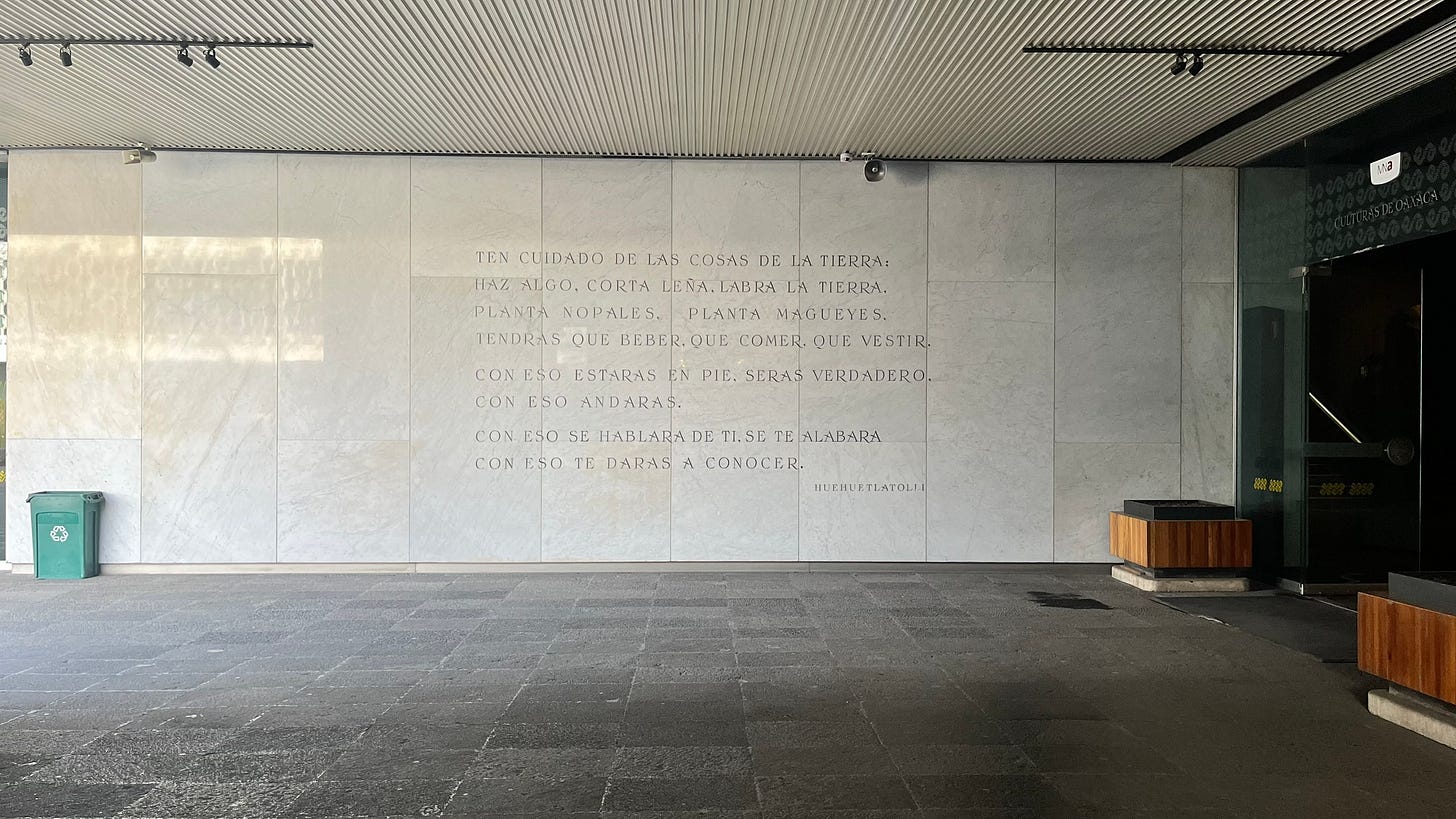 TEN CUIDADO DE LAS COSAS DE LA TIERRA:
HAZ ALGO, CORTA LEÑA, LABRA LA TIERRA,
PLANTA NOPALES, PLANTA MAGUEYES,
TENDRAS QUE BEBER, QUE COMER, QUE VESTIR.
CON ESO ESTARAS EN PIE, SERAS VERDADERO,
CON ESO ANDARAS.
CON ESO SE HABLARA DE TI, SE TE ALABARA
CON ESO TE DARAS A CONOCER.
HUEHUETLATOLLI
MNa
CULTURAS DE OAXACA